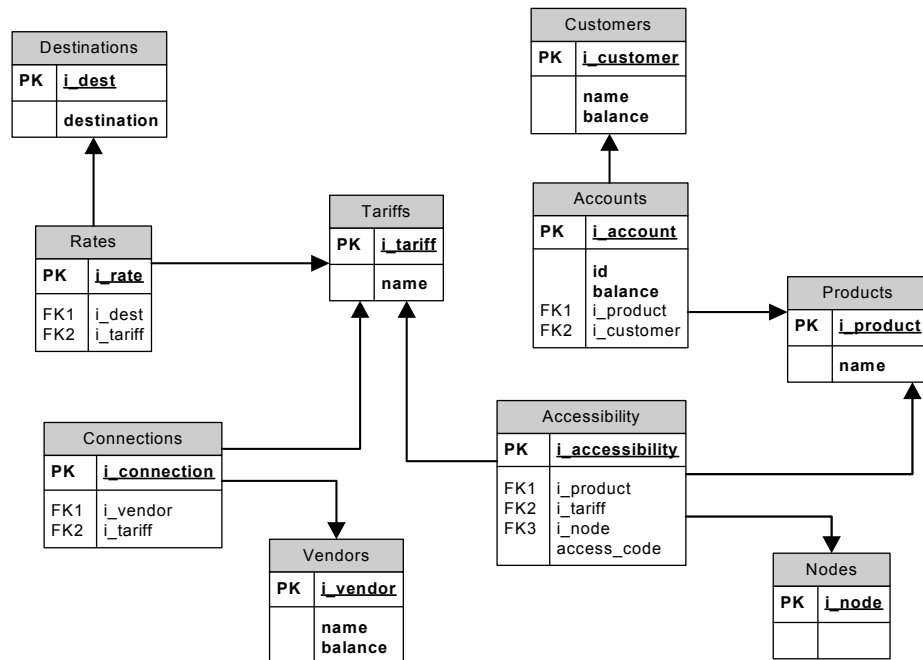 Destinations
PK i_dest
destination
Customers
PK i_customer
name
balance
Tariffs
PK i_tariff
name
Accounts
PK i_account
id
balance
FK1 i_product
FK2 i_customer
Rates
PK i_rate
FK1 i_dest
FK2 i_tariff
Products
PK i_product
name
Connections
PK i_connection
FK1 i_vendor
FK2 i_tariff
Accessibility
PK i_accessibility
FK1 i_product
FK2 i_tariff
FK3 i_node
access_code
Vendors
PK i_vendor
name
balance
Nodes
PK i_node